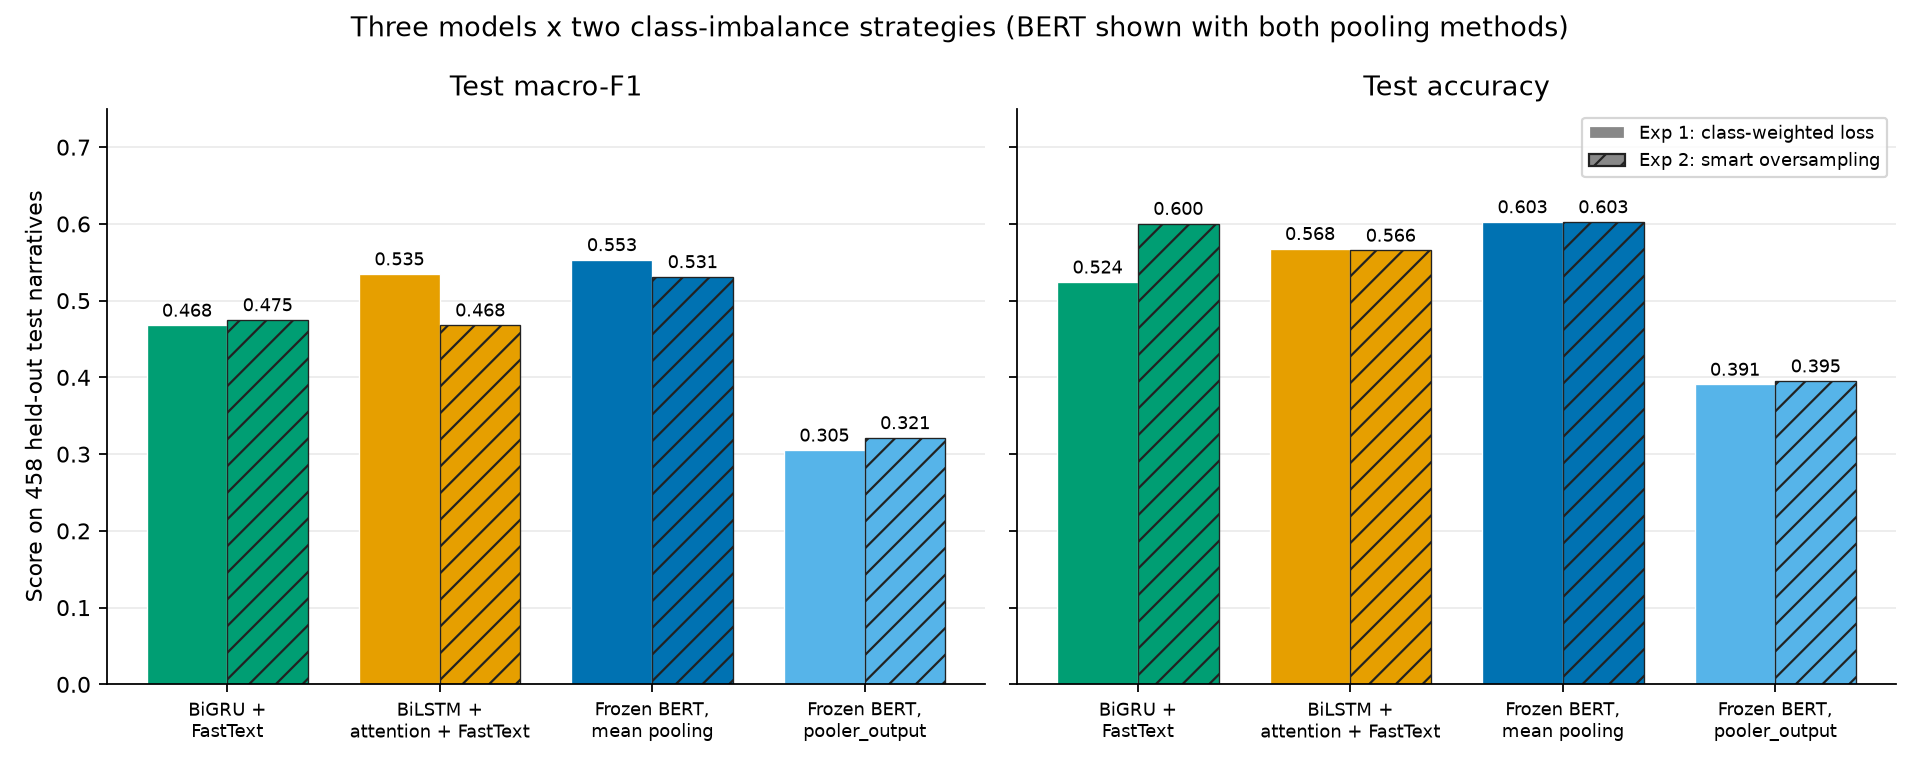 Three models x two class-imbalance strategies (BERT shown with both pooling methods)
Test macro-F1
Score on 458 held-out test narratives
0.7
0.6
0.5
0.4
0.3
0.2
0.1
0.0
0.468
0.475
0.535
0.468
0.553
0.531
0.305
0.321
BiGRU +
FastText
BiLSTM +
attention + FastText
Frozen BERT,
mean pooling
Frozen BERT,
pooler_output
Test accuracy
Exp 1: class-weighted loss
Exp 2: smart oversampling
0.524
0.600
0.568
0.566
0.603
0.603
0.391
0.395
BiGRU +
FastText
BiLSTM +
attention + FastText
Frozen BERT,
mean pooling
Frozen BERT,
pooler_output